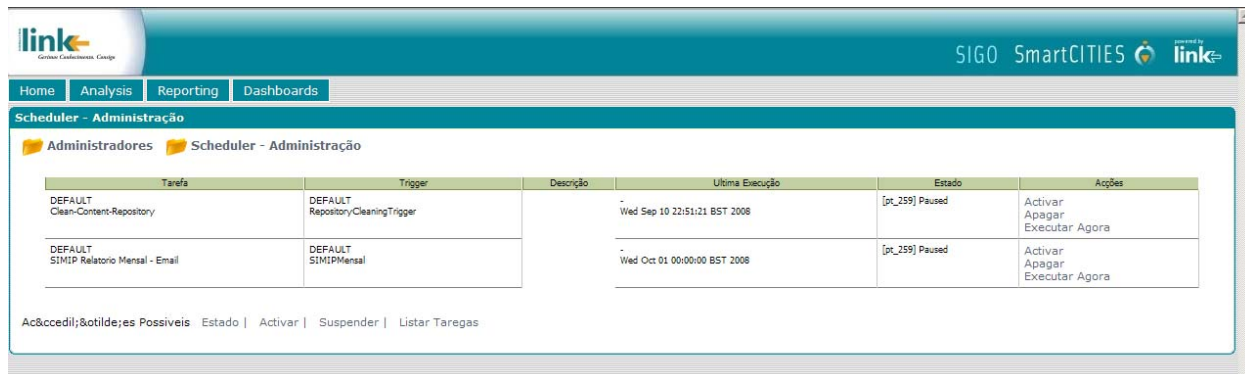 link
Gerimos Conhecimento. Consigo
SIGO SmartCITIES powered by link
Home Analysis Reporting Dashboards
Scheduler - Administração
Administradores Scheduler - Administração
Tarefa Trigger Descrição Ultima Execução Estado Acções
DEFAULT DEFAULT - [pt_259] Paused Activar
Clean-Content-Repository RepositoryCleaningTrigger Wed Sep 10 22:51:21 BST 2008 Apagar
Executar Agora
DEFAULT DEFAULT - [pt_259] Paused Activar
SIMIP Relatorio Mensal - Email SIMIPMensal Wed Oct 01 00:00:00 BST 2008 Apagar
Executar Agora
Ac&ccedil;&otilde;es Possiveis Estado | Activar | Suspender | Listar Taregas